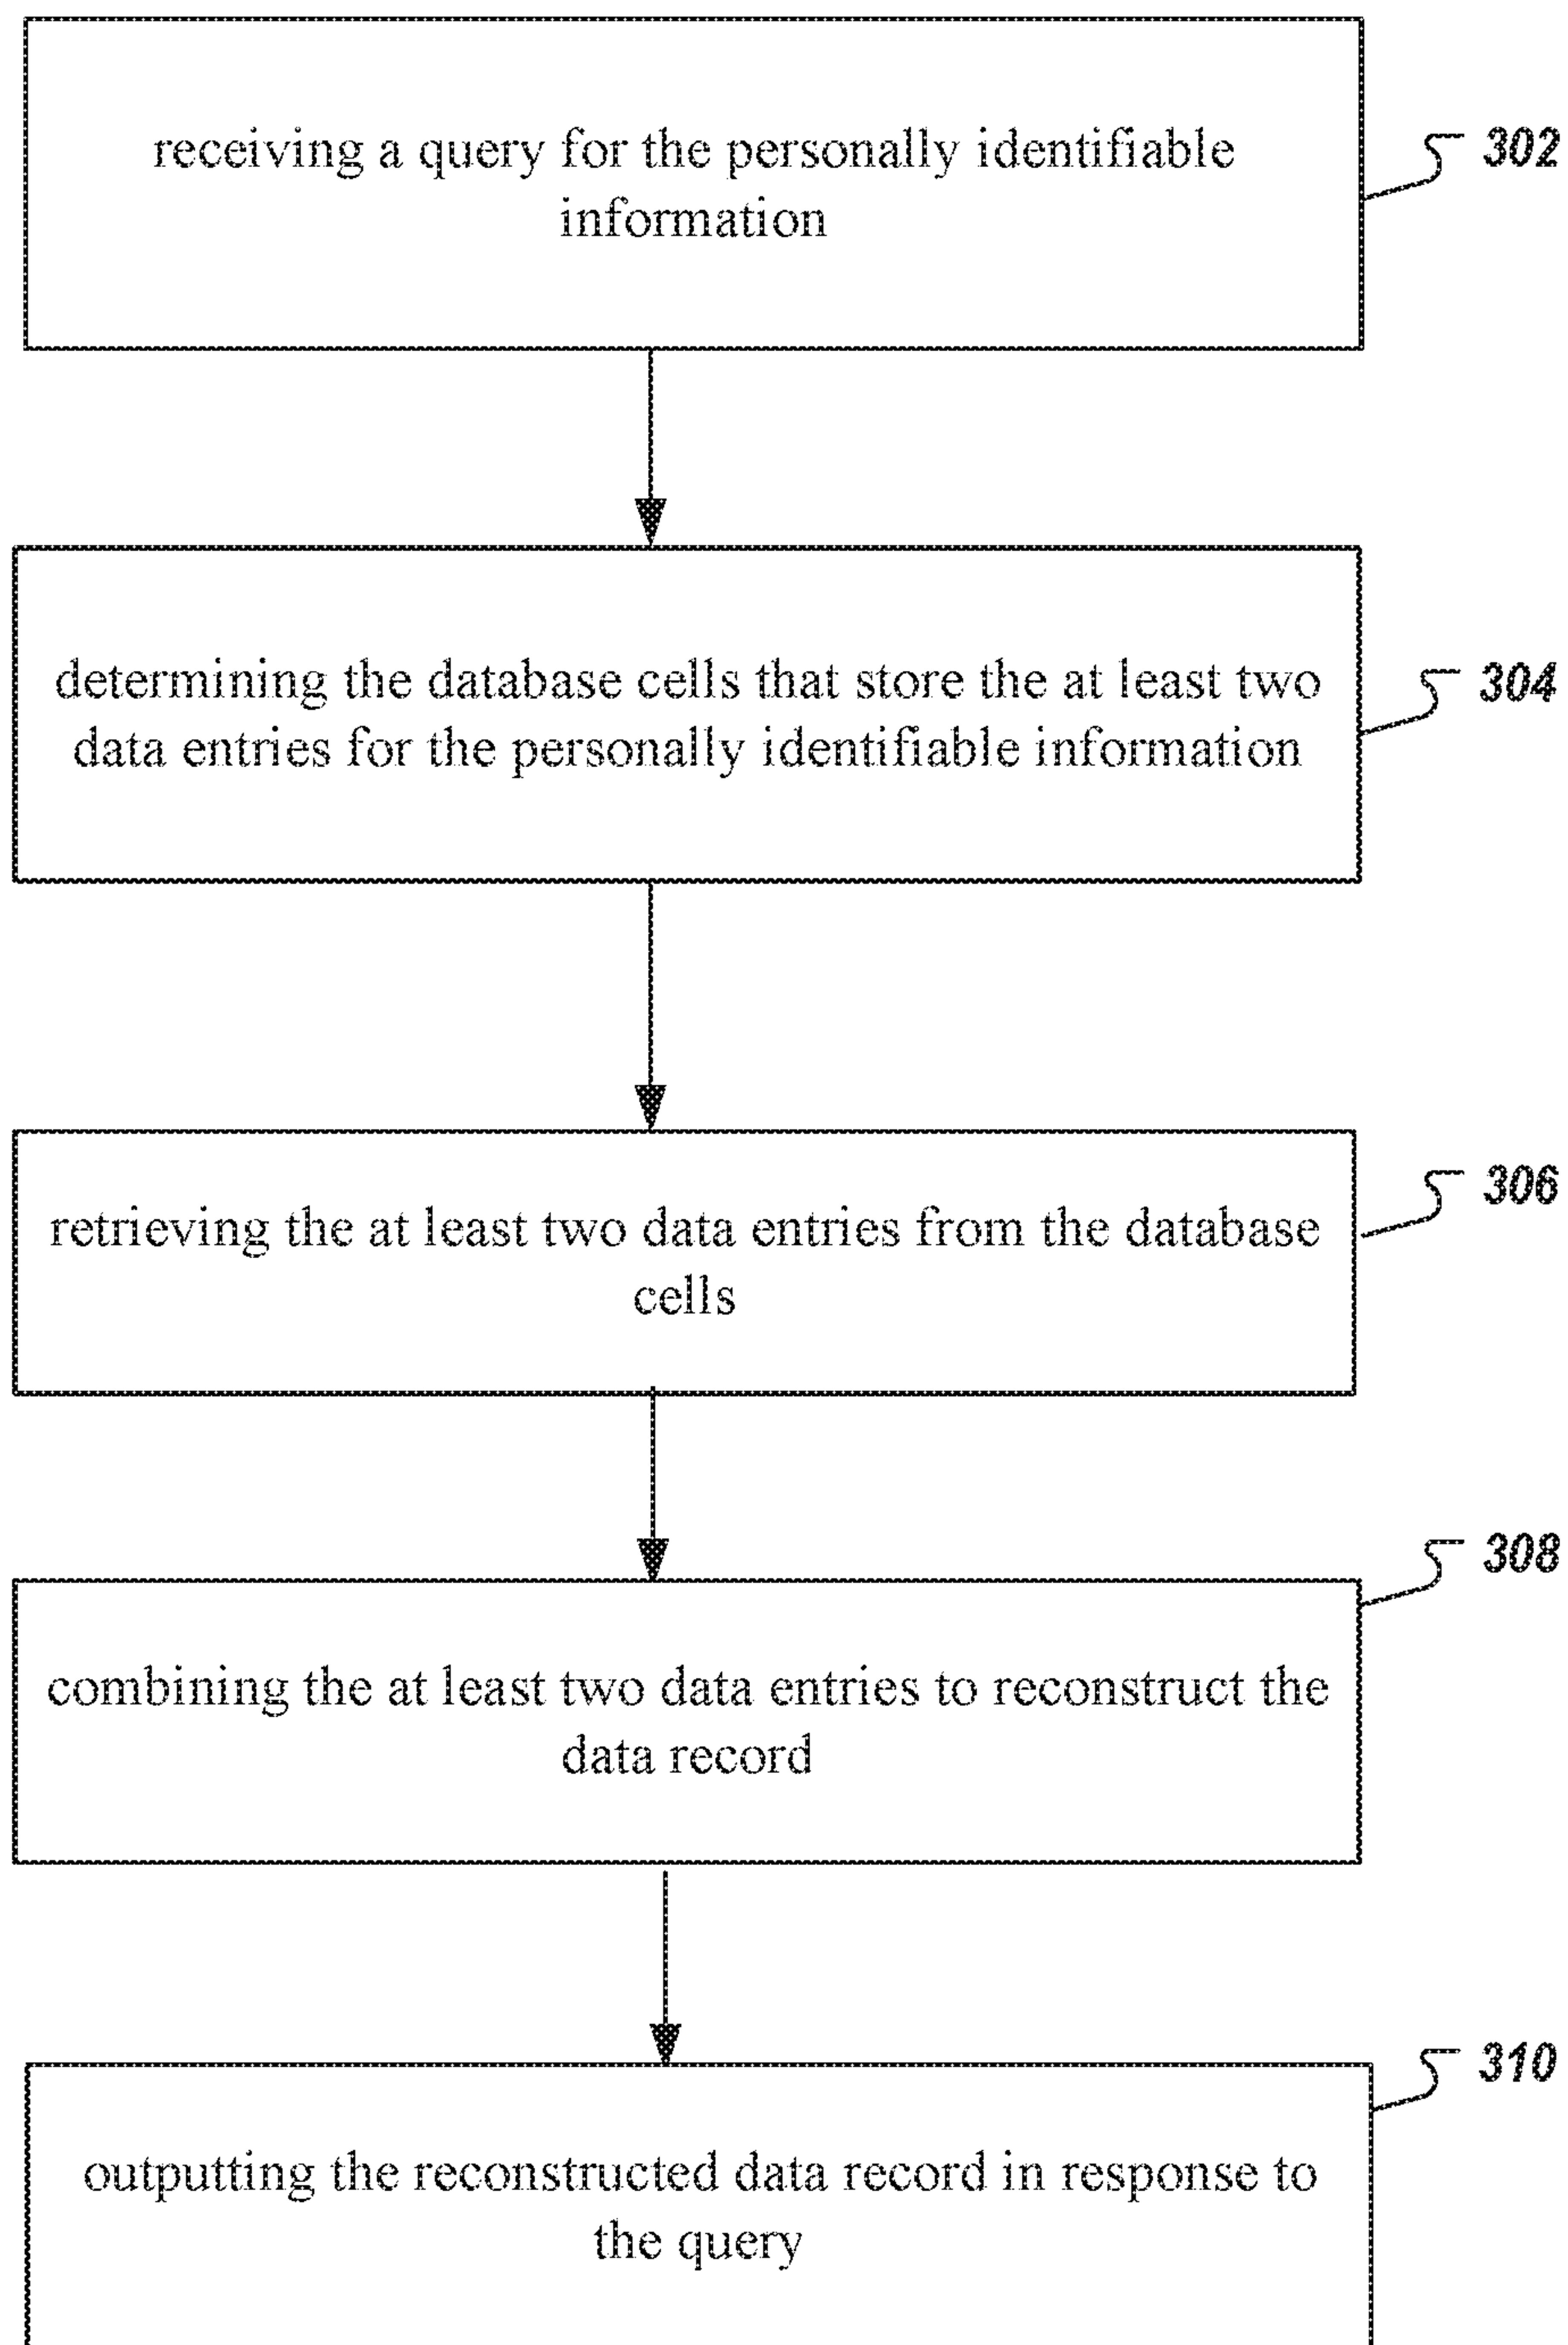 receiving a query for the personally identifiable
information
302
determining the database cells that store the at least two
data entries for the personally identifiable information
304
retrieving the at least two data entries from the database
cells
306
combining the at least two data entries to reconstruct the
data record
308
outputting the reconstructed data record in response to
the query
310